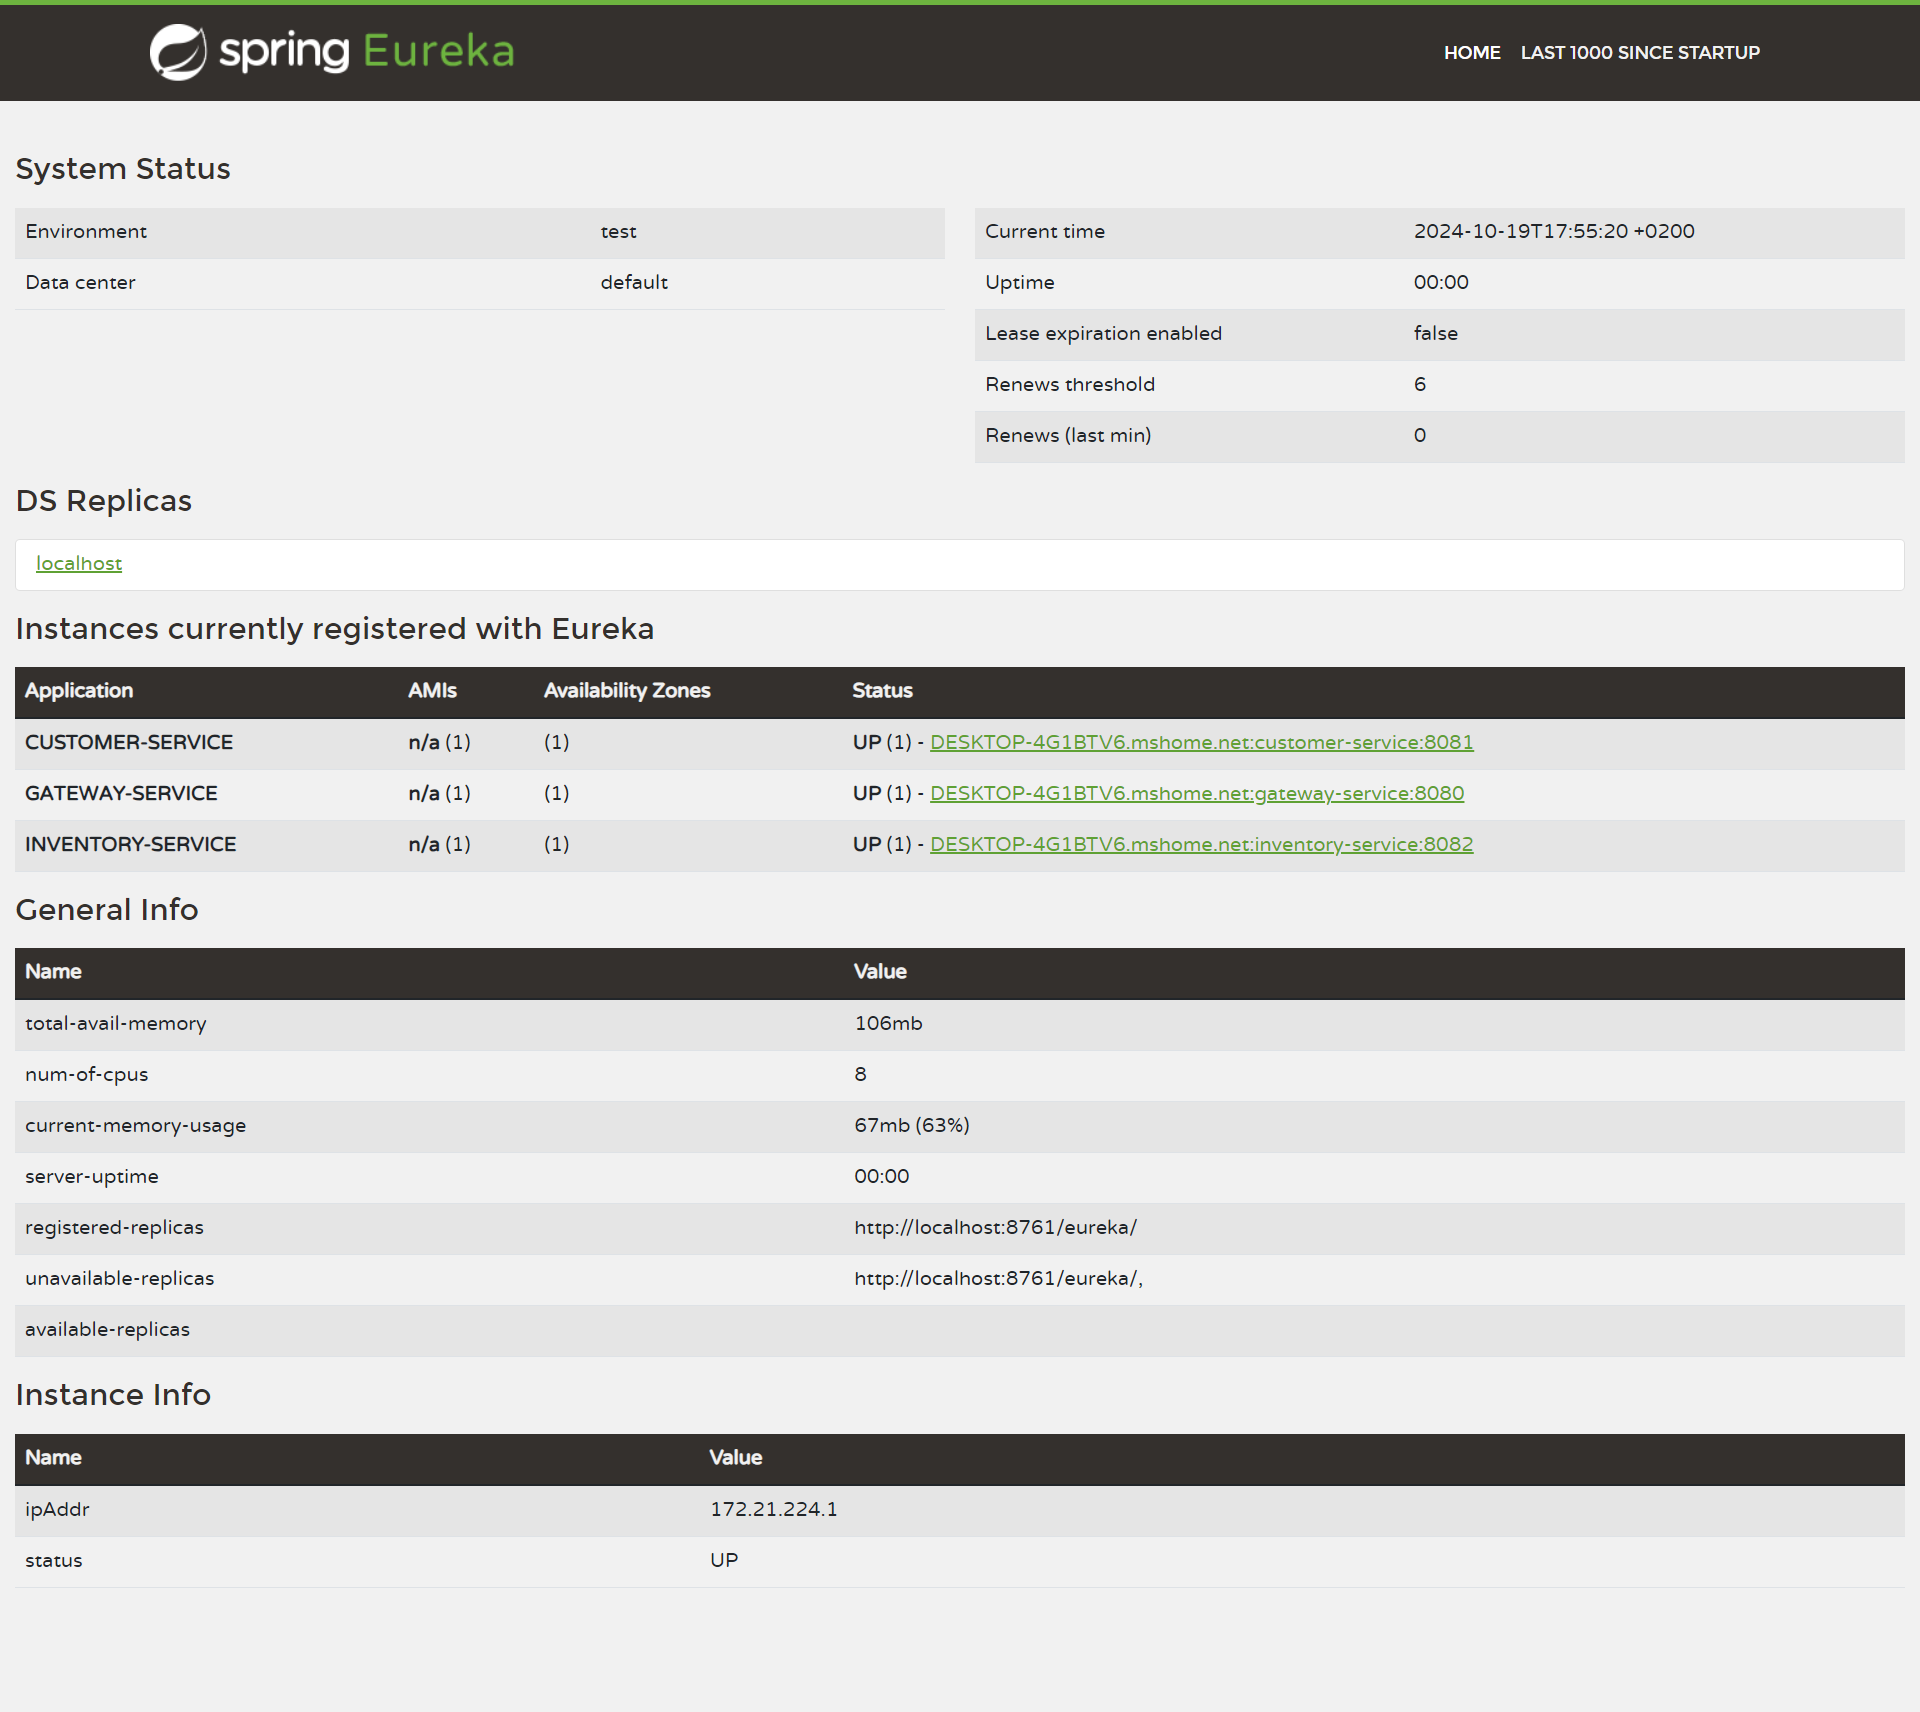 spring Eureka
HOME LAST 1000 SINCE STARTUP
System Status
Environment test
Data center default
Current time 2024-10-19T17:55:20 +0200
Uptime 00:00
Lease expiration enabled false
Renews threshold 6
Renews (last min) 0
DS Replicas
localhost
Instances currently registered with Eureka
Application AMIs Availability Zones Status
CUSTOMER-SERVICE n/a (1) (1) UP (1) - DESKTOP-4G1BTV6.mshome.net:customer-service:8081
GATEWAY-SERVICE n/a (1) (1) UP (1) - DESKTOP-4G1BTV6.mshome.net:gateway-service:8080
INVENTORY-SERVICE n/a (1) (1) UP (1) - DESKTOP-4G1BTV6.mshome.net:inventory-service:8082
General Info
Name Value
total-avail-memory 106mb
num-of-cpus 8
current-memory-usage 67mb (63%)
server-uptime 00:00
registered-replicas http://localhost:8761/eureka/
unavailable-replicas http://localhost:8761/eureka/,
available-replicas
Instance Info
Name Value
ipAddr 172.21.224.1
status UP